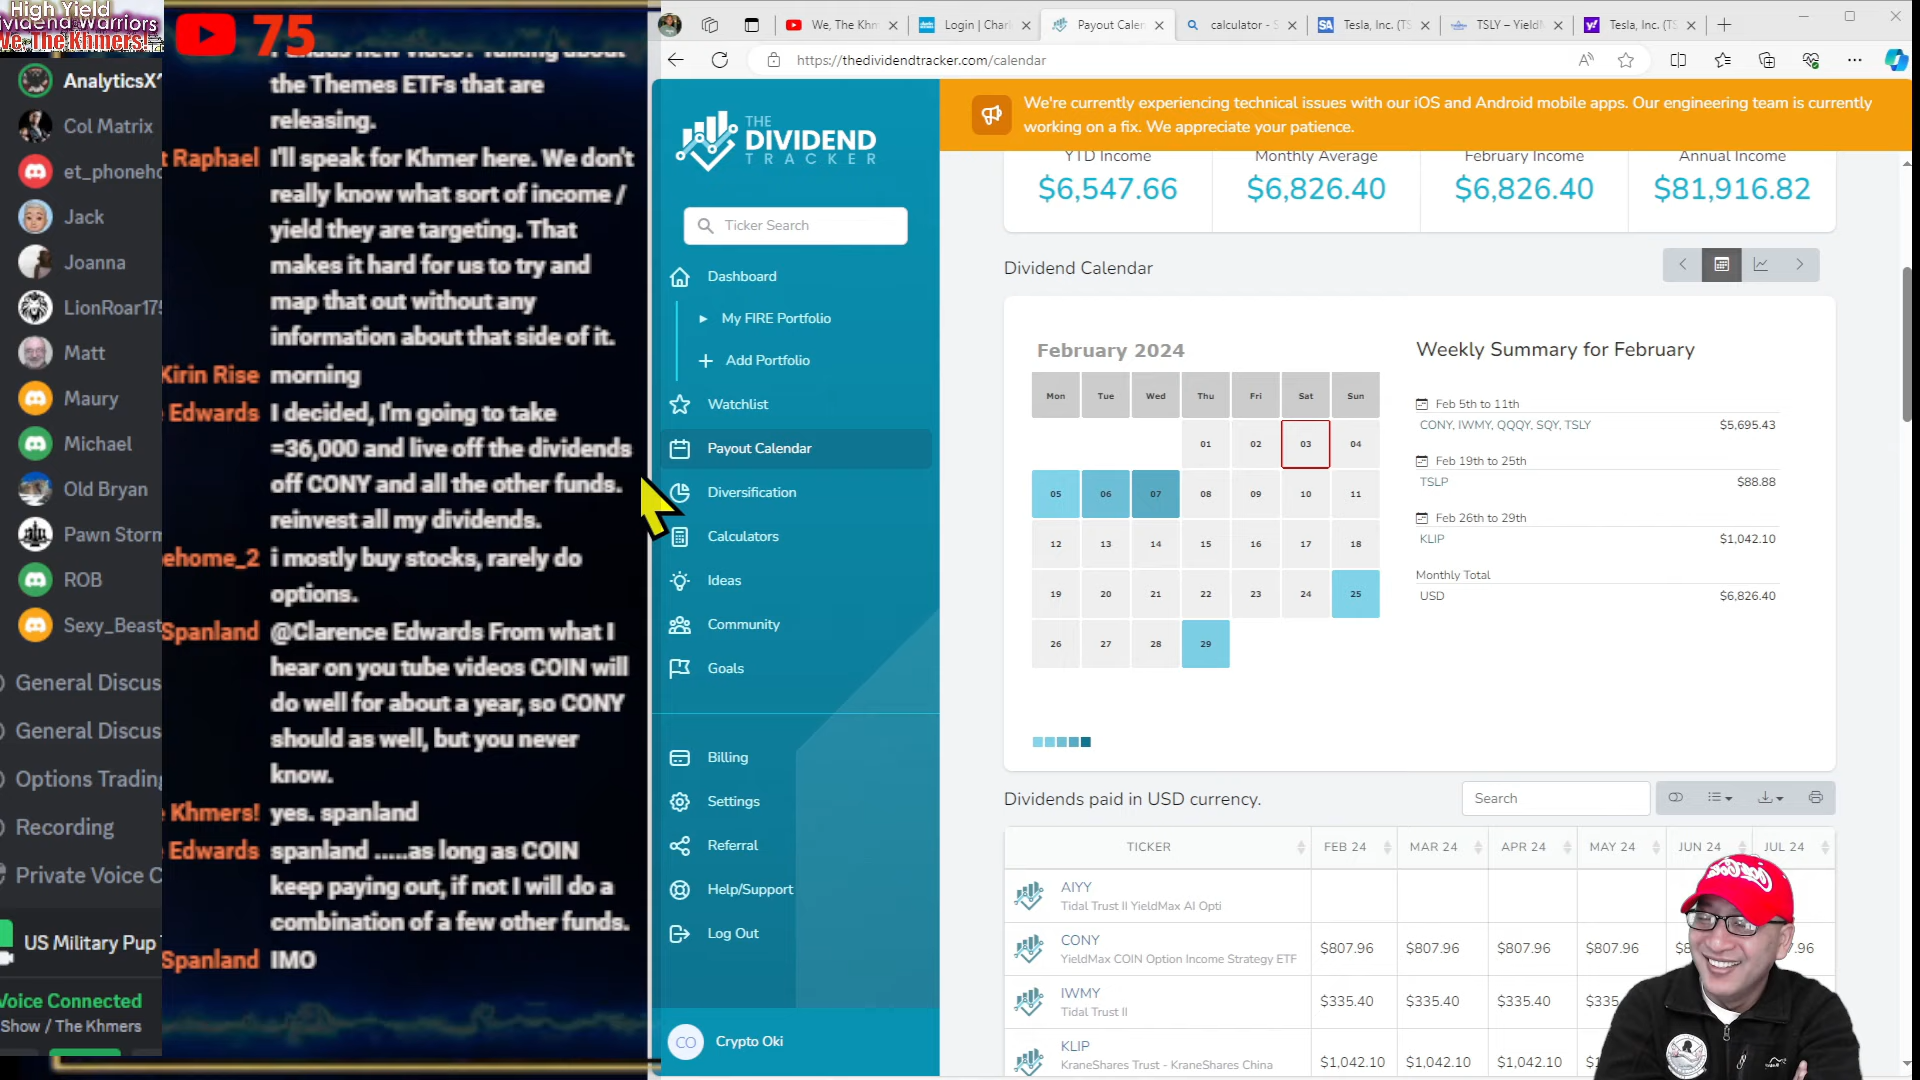 High Yield
Dividend Warriors
We, The Khmers!
75
AnalyticsX
Col Matrix
et_phoneho
Jack
Joanna
LionRoar175
Matt
Maury
Michael
Old Bryan
Pawn Storm
ROB
Sexy_Beast
General Discus
General Discus
Options Trading
Recording
Private Voice C
US Military Pup
Voice Connected
Show / The Khmers
new video? Talking about
the Themes ETFs that are
releasing.
t Raphael I'll speak for Khmer here. We don't
really know what sort of income /
yield they are targeting. That
makes it hard for us to try and
map that out without any
information about that side of it.
Kirin Rise morning
Edwards I decided, I'm going to take
=36,000 and live off the dividends
off CONY and all the other funds.
reinvest all my dividends.
ehome_2 i mostly buy stocks, rarely do
options.
Spanland @Clarence Edwards From what I
hear on you tube videos COIN will
do well for about a year, so CONY
should as well, but you never
know.
Khmers! yes. spanland
Edwards spanland .....as long as COIN
keep paying out, if not I will do a
combination of a few other funds.
Spanland IMO
We, The Khm
Login | Char
Payout Calen
calculator - S
Tesla, Inc. (TS
TSLY – YieldM
Tesla, Inc. (TS
https://thedividendtracker.com/calendar
THE
DIVIDEND
TRACKER
Ticker Search
Dashboard
My FIRE Portfolio
Add Portfolio
Watchlist
Payout Calendar
Diversification
Calculators
Ideas
Community
Goals
Billing
Settings
Referral
Help/Support
Log Out
CO Crypto Oki
We're currently experiencing technical issues with our iOS and Android mobile apps. Our engineering team is currently
working on a fix. We appreciate your patience.
YTD Income Monthly Average February Income Annual Income
$6,547.66 $6,826.40 $6,826.40 $81,916.82
Dividend Calendar
February 2024
Mon Tue Wed Thu Fri Sat Sun
01 02 03 04
05 06 07 08 09 10 11
12 13 14 15 16 17 18
19 20 21 22 23 24 25
26 27 28 29
Weekly Summary for February
Feb 5th to 11th
CONY, IWMY, QQQY, SQY, TSLY $5,695.43
Feb 19th to 25th
TSLP $88.88
Feb 26th to 29th
KLIP $1,042.10
Monthly Total
USD $6,826.40
Dividends paid in USD currency.
Search
TICKER FEB 24 MAR 24 APR 24 MAY 24 JUN 24 JUL 24
AIYY
Tidal Trust II YieldMax AI Opti
CONY
YieldMax COIN Option Income Strategy ETF
$807.96 $807.96 $807.96 $807.96 $8 7.96
IWMY
Tidal Trust II
$335.40 $335.40 $335.40 $335
KLIP
KraneShares Trust - KraneShares China
$1,042.10 $1,042.10 $1,042.10 $1,04
Coca-Cola